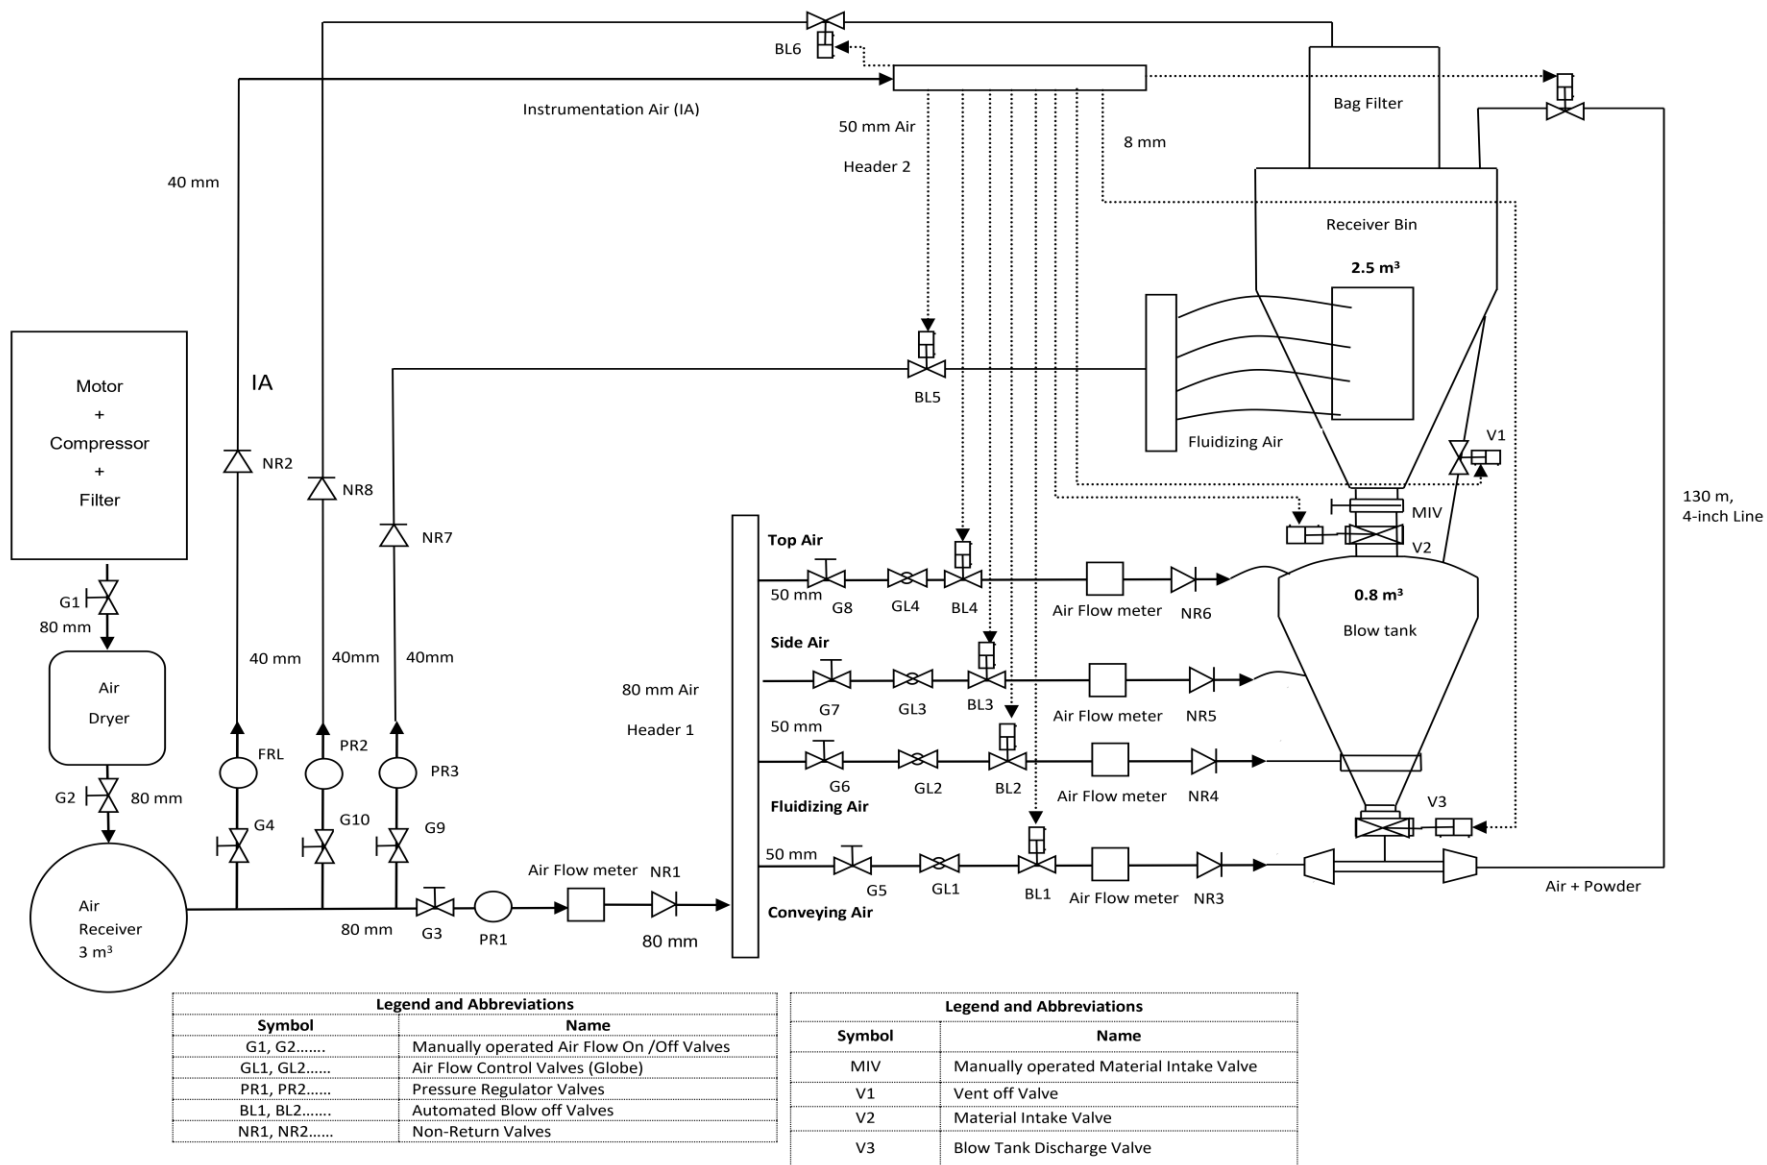 BL6
Instrumentation Air (IA)
50 mm Air
Header 2
8 mm
Bag Filter
40 mm
Receiver Bin
2.5 m³
Motor
+
Compressor
+
Filter
IA
BL5
Fluidizing Air
V1
NR2
NR8
NR7
130 m,
4-inch Line
MIV
V2
Top Air
50 mm
G8
GL4
BL4
Air Flow meter
NR6
0.8 m³
Blow tank
G1
80 mm
Air
Dryer
40 mm
40mm
40mm
Side Air
80 mm Air
Header 1
G7
GL3
BL3
Air Flow meter
NR5
50 mm
FRL
PR2
PR3
G6
GL2
BL2
Air Flow meter
NR4
G2
80 mm
Fluidizing Air
V3
G4
G10
G9
50 mm
G5
GL1
BL1
Air Flow meter
NR3
Air + Powder
Air Flow meter
NR1
Conveying Air
Air
Receiver
3 m³
80 mm
G3
PR1
80 mm
Legend and Abbreviations
Symbol Name
G1, G2....... Manually operated Air Flow On /Off Valves
GL1, GL2...... Air Flow Control Valves (Globe)
PR1, PR2...... Pressure Regulator Valves
BL1, BL2....... Automated Blow off Valves
NR1, NR2...... Non-Return Valves
Legend and Abbreviations
Symbol Name
MIV Manually operated Material Intake Valve
V1 Vent off Valve
V2 Material Intake Valve
V3 Blow Tank Discharge Valve